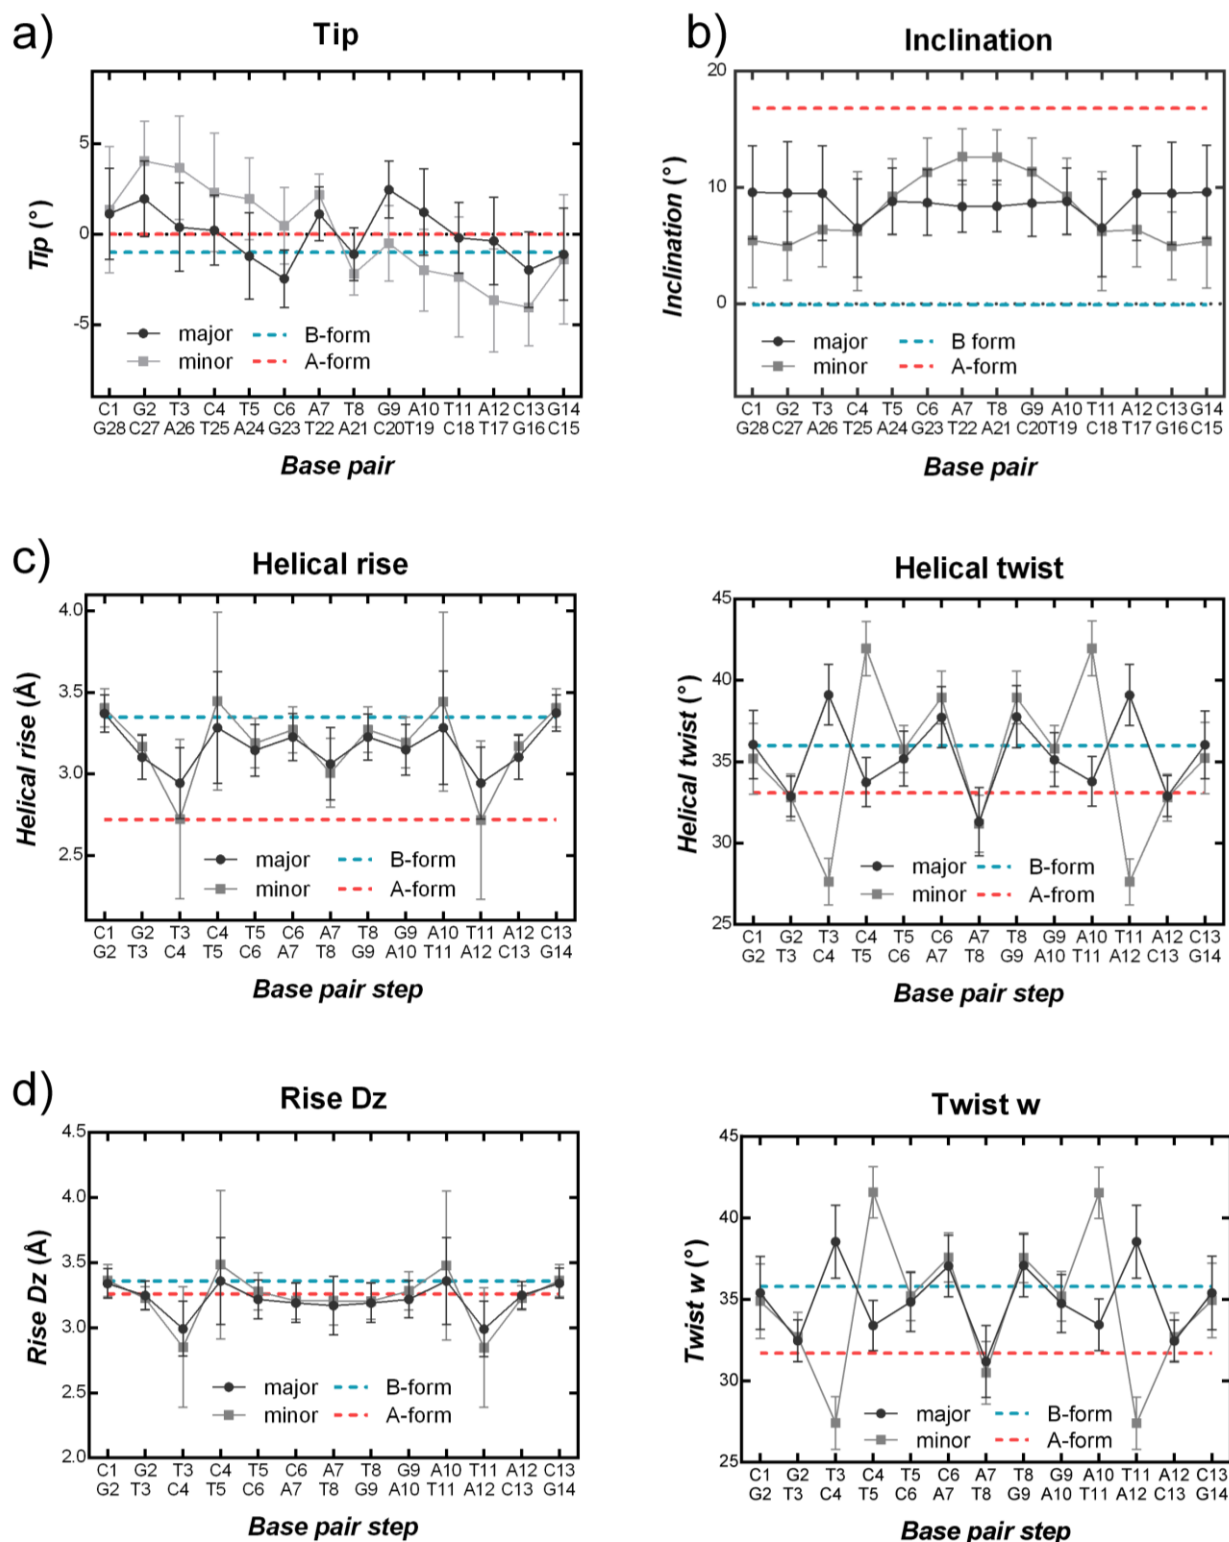 a)
Tip
5
0
-5
Tip (°)
major
minor
B-form
A-form
C1 G2 T3 C4 T5 C6 A7 T8 G9 A10 T11 A12 C13 G14
G28 C27 A26 T25 A24 G23 T22 A21 C20T19 C18 T17 G16 C15
Base pair
b)
Inclination
20
10
0
Inclination (°)
major
minor
B form
A-form
C1 G2 T3 C4 T5 C6 A7 T8 G9 A10 T11 A12 C13 G14
G28 C27 A26 T25 A24 G23 T22 A21 C20 T19 C18 T17 G16 C15
Base pair
c)
Helical rise
4.0
3.5
3.0
2.5
Helical rise (Å)
major
minor
B-form
A-form
C1 G2 T3 C4 T5 C6 A7 T8 G9 A10 T11 A12 C13
G2 T3 C4 T5 C6 A7 T8 G9 A10 T11 A12 C13 G14
Base pair step
Helical twist
45
40
35
30
25
Helical twist (°)
major
minor
B-form
A-from
C1 G2 T3 C4 T5 C6 A7 T8 G9 A10 T11 A12 C13
G2 T3 C4 T5 C6 A7 T8 G9 A10 T11 A12 C13 G14
Base pair step
d)
Rise Dz
4.5
4.0
3.5
3.0
2.5
2.0
Rise Dz (Å)
major
minor
B-form
A-form
C1 G2 T3 C4 T5 C6 A7 T8 G9 A10 T11 A12 C13
G2 T3 C4 T5 C6 A7 T8 G9 A10 T11 A12 C13 G14
Base pair step
Twist w
45
40
35
30
25
Twist w (°)
major
minor
B-form
A-form
C1 G2 T3 C4 T5 C6 A7 T8 G9 A10 T11 A12 C13
G2 T3 C4 T5 C6 A7 T8 G9 A10 T11 A12 C13 G14
Base pair step